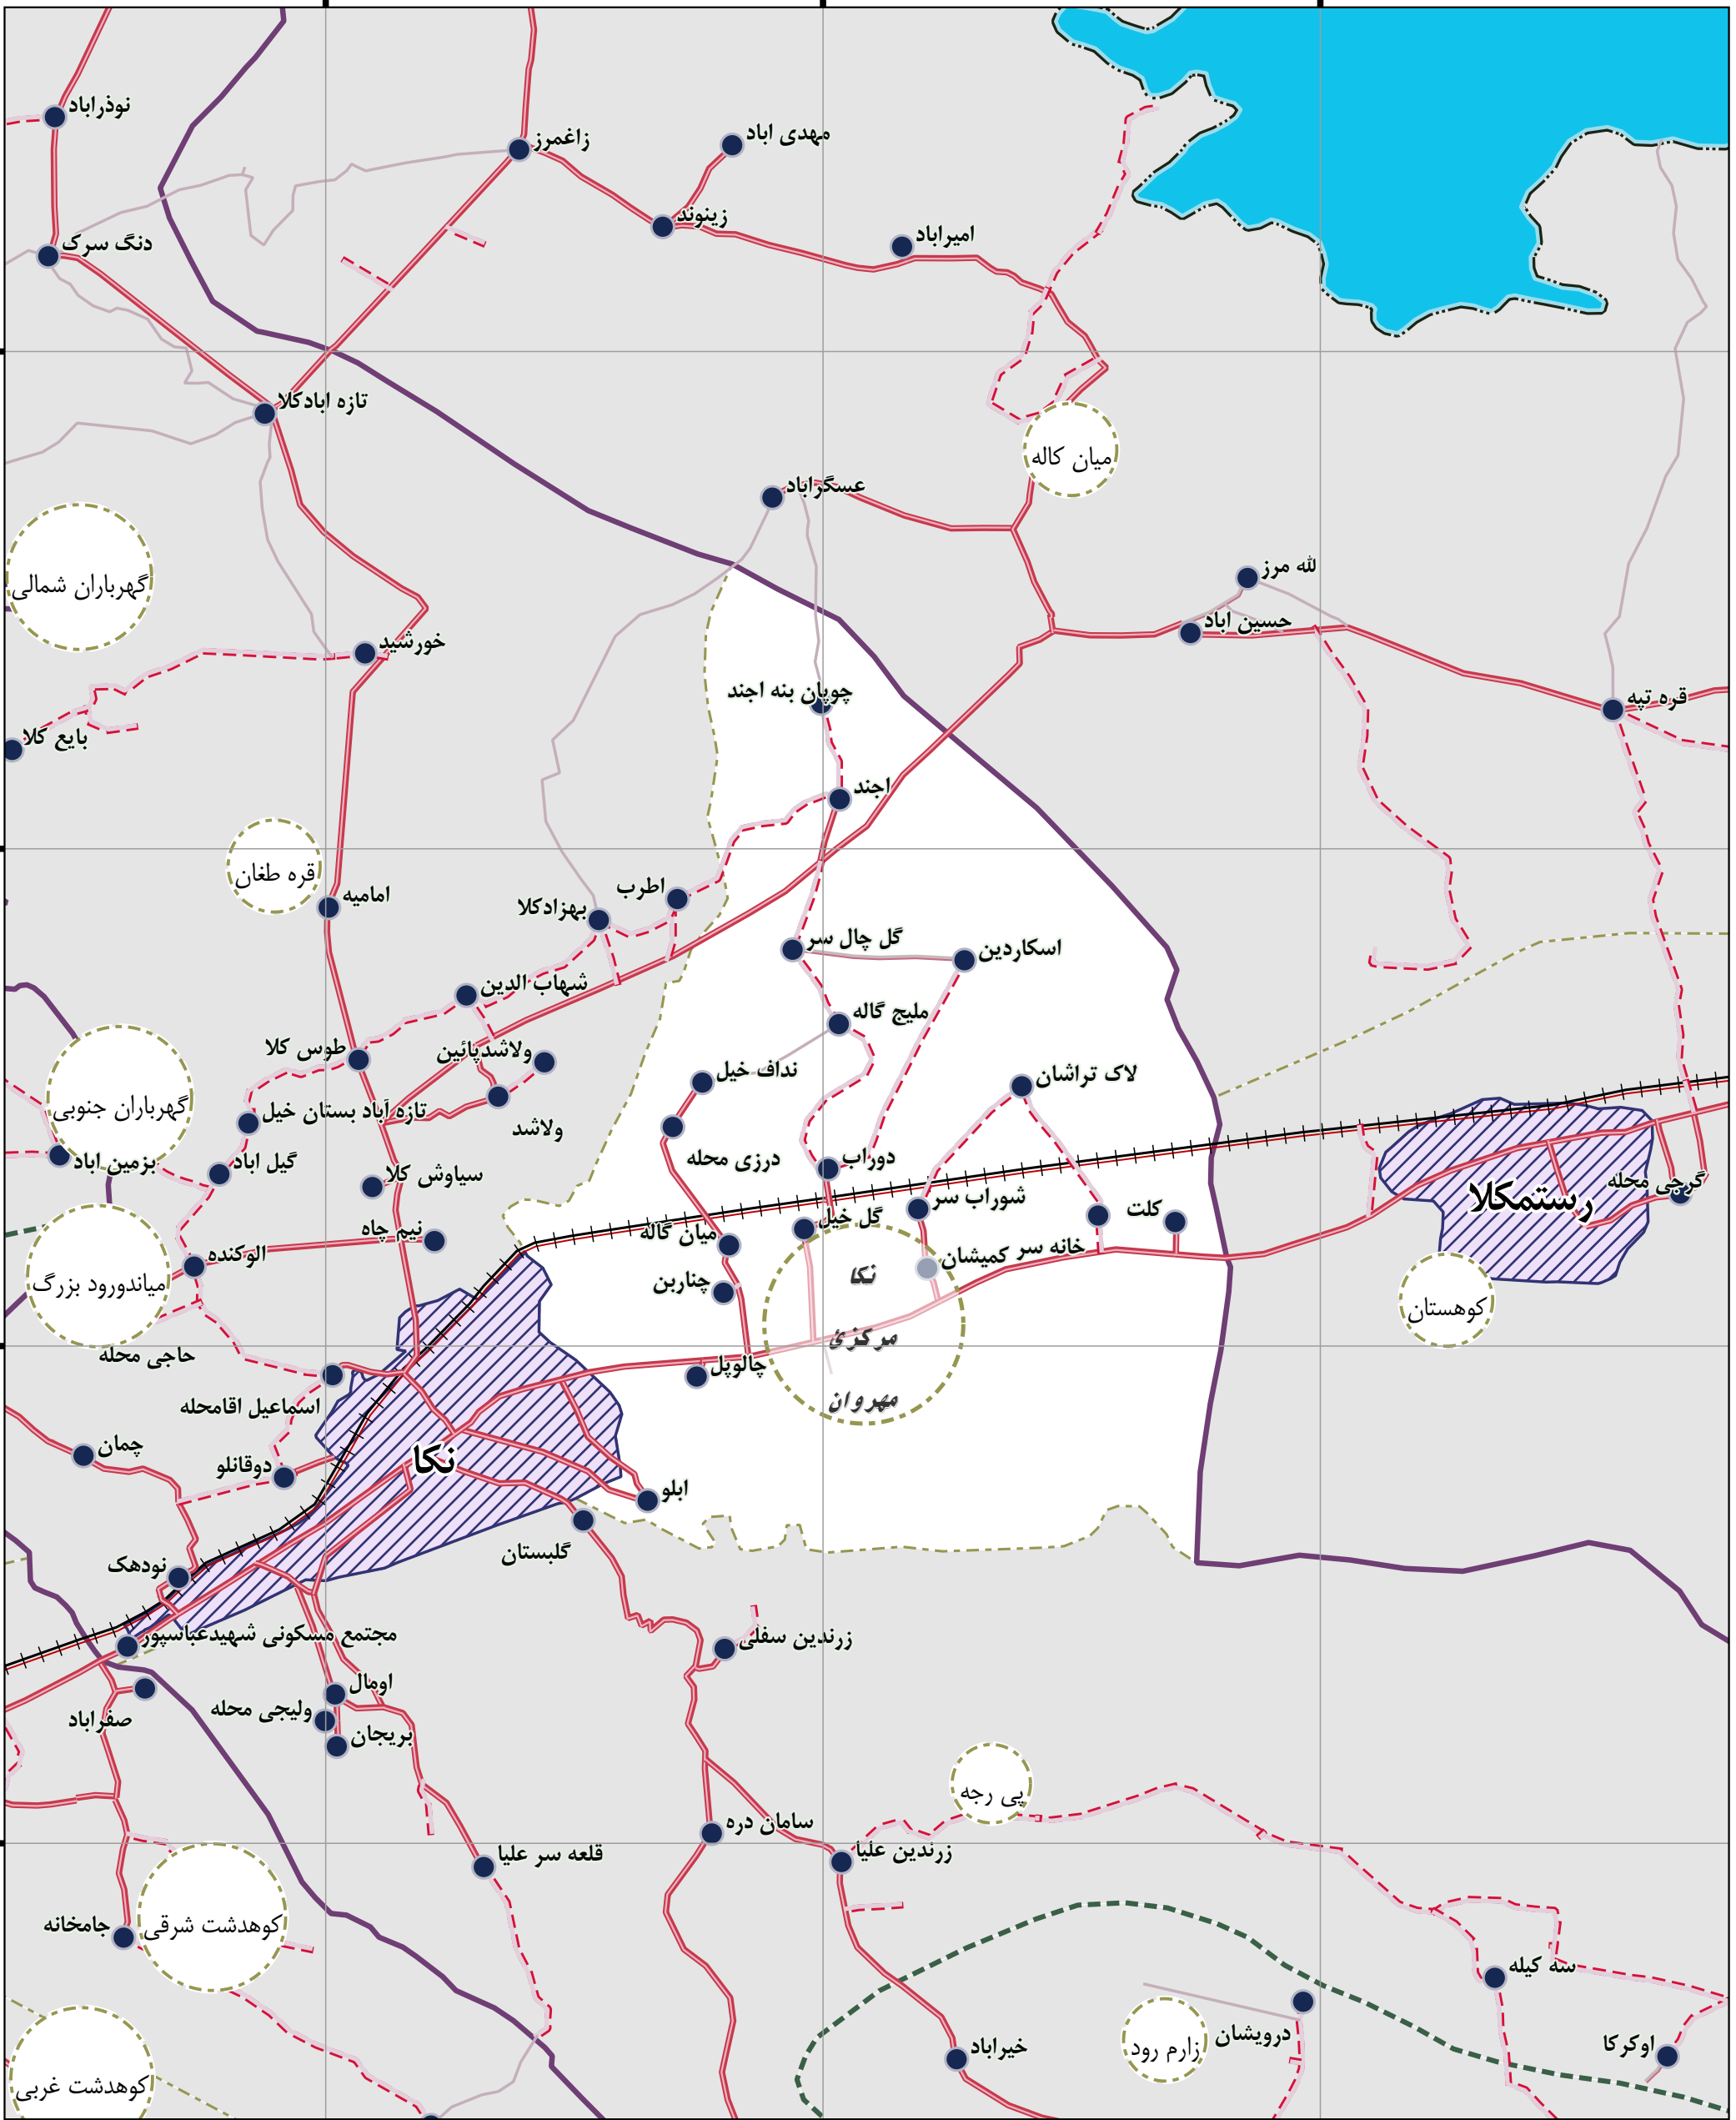 نوذراباد
زاغمرز
مهدی اباد
زینوند
امیراباد
دنگ سرک
تازه ابادکلا
میان کاله
عسگراباد
گهرباران شمالی
لله مرز
حسین اباد
خورشید
چوپان بنه اجند
قره تپه
بایع کلا
اجند
قره طغان
امامیه
اطرب
بهزادکلا
گل چال سر
اسکاردین
شهاب الدین
ملیج گاله
طوس کلا
ولاشدپائین
نداف خیل
لاک تراشان
گهرباران جنوبی
تازه آباد بستان خیل
ولاشد
بزمین اباد
گیل اباد
سیاوش کلا
درزی محله
دوراب
گرجی محله
رستمکلا
شوراب سر
کلت
نیم چاه
میان گاله
گل خیل
خانه سر
کمیشان
الوکنده
میاندورود بزرگ
چناربن
نکا
مرکزی
مهروان
کوهستان
حاجی محله
چالوپل
اسماعیل اقامحله
چمان
دوقانلو
نکا
ابلو
گلبستان
نودهک
مجتمع مسکونی شهیدعباسپور
زرندین سفلی
اومال
ولیجی محله
صفراباد
بریجان
پی رجه
سامان دره
قلعه سر علیا
زرندین علیا
جامخانه
کوهدشت شرقی
سه کیله
درویشان
زارم رود
خیراباد
اوکرکا
کوهدشت غربی